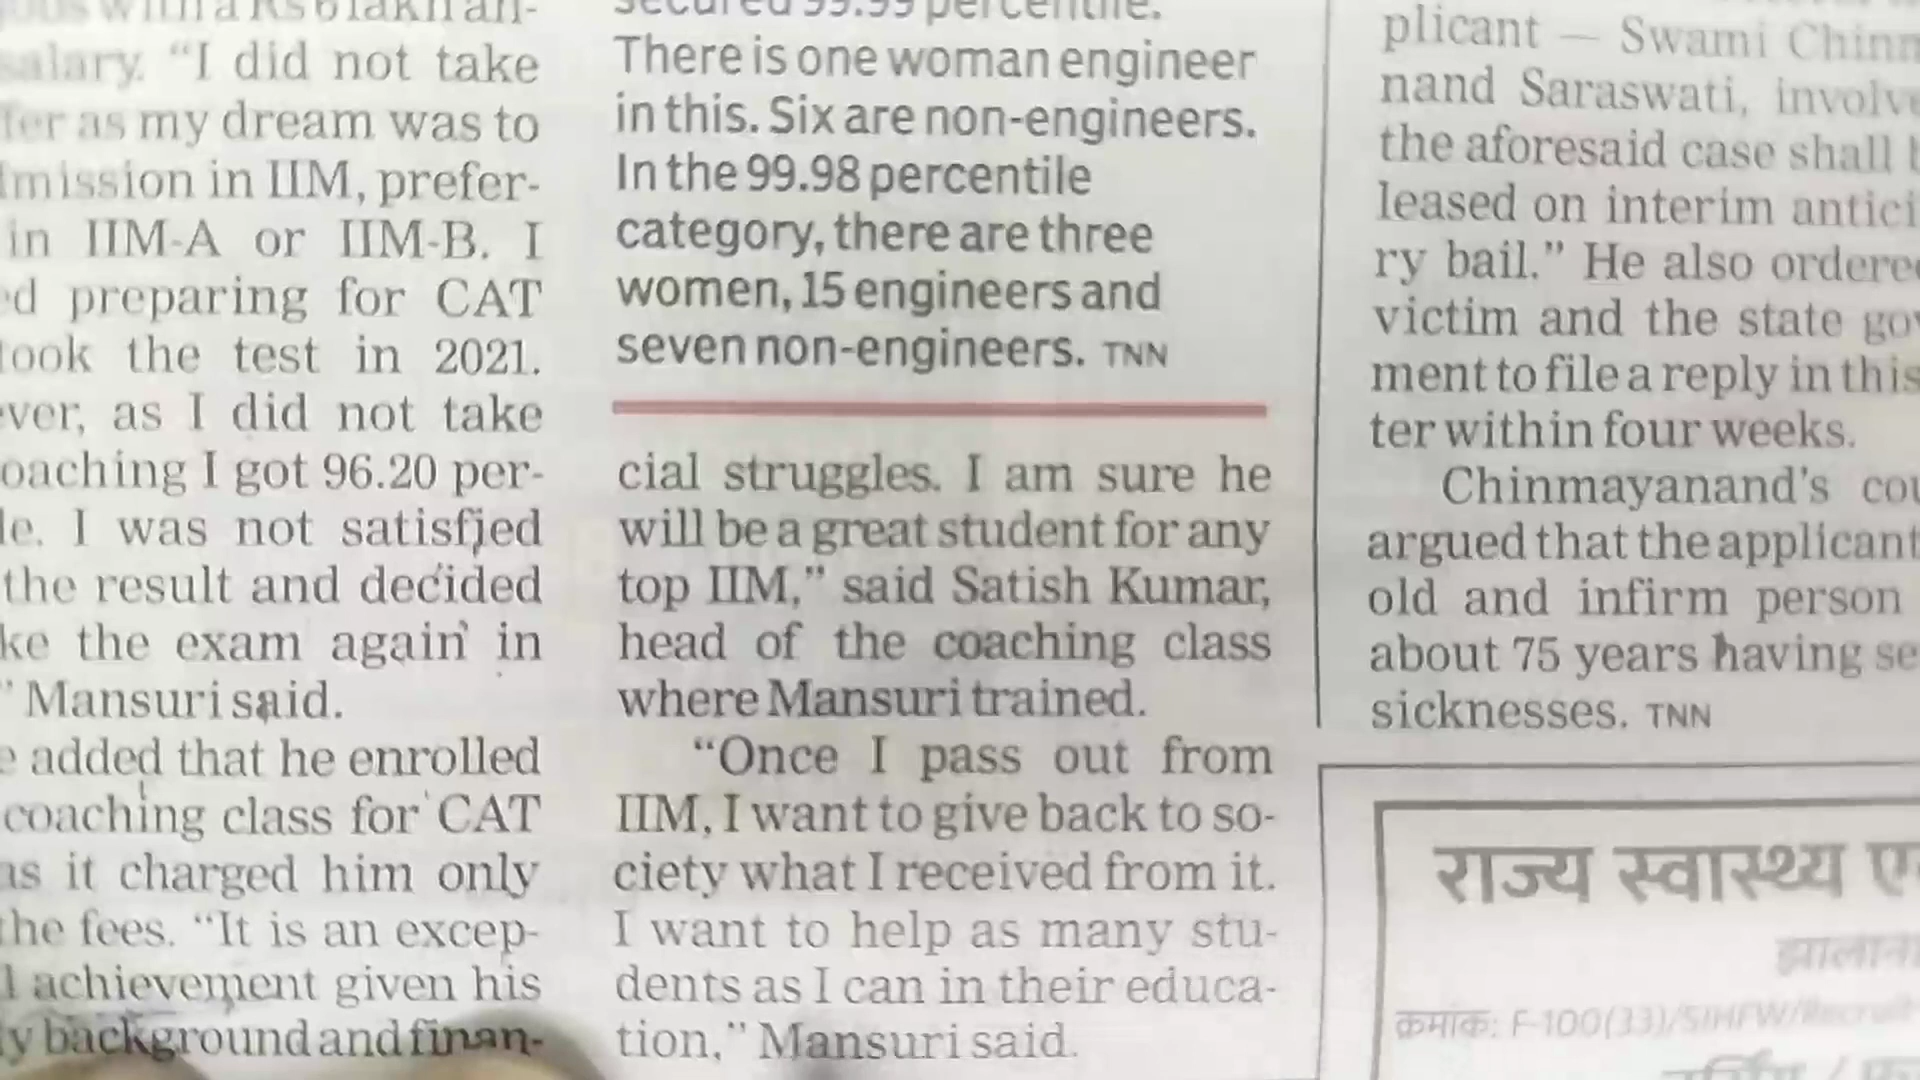 salary. “I did not take
as my dream was to
in IIM, prefer-
in IIM-A or IIM-B. I
preparing for CAT
took the test in 2021.
as I did not take
I got 96.20 per-
I was not satisfied
the result and decided
the exam again in
” Mansuri said.
added that he enrolled
coaching class for CAT
as it charged him only
the fees. “It is an excep-
achievement given his
background and finan-
secured 99.99 percentile.
There is one woman engineer
in this. Six are non-engineers.
In the 99.98 percentile
category, there are three
women, 15 engineers and
seven non-engineers. TNN
cial struggles. I am sure he
will be a great student for any
top IIM,” said Satish Kumar,
head of the coaching class
where Mansuri trained.
“Once I pass out from
IIM, I want to give back to so-
ciety what I received from it.
I want to help as many stu-
dents as I can in their educa-
tion,” Mansuri said.
plicant — Swami
nand Saraswati,
the aforesaid case shall
leased on interim
ry bail.” He also
victim and the state
ment to file a reply in this
ter within four weeks.
Chinmayanand’s
argued that the applicant
old and infirm person
about 75 years having
sicknesses. TNN
राज्य स्वास्थ्य
क्रमांक: F-100(33)/SIHFW/